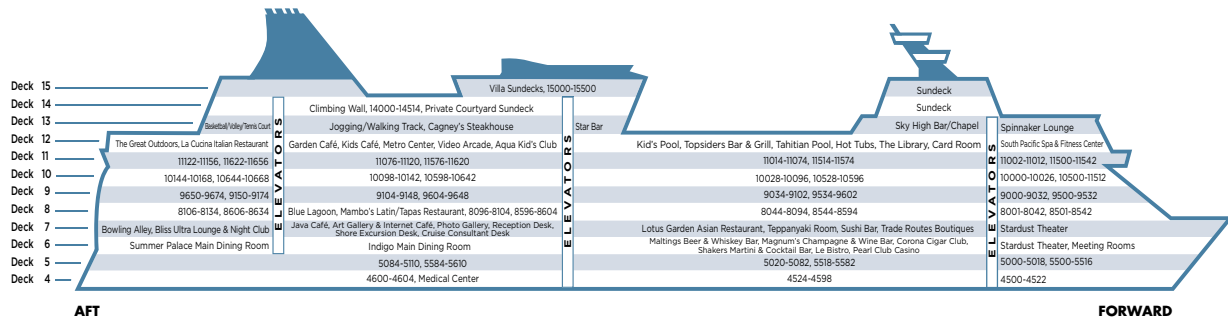 Deck 15
Villa Sundecks, 15000-15500
Sundeck
Deck 14
Climbing Wall, 14000-14514, Private Courtyard Sundeck
Sundeck
Deck 13
Basketball/Volley/Tennis Court
Jogging/Walking Track, Cagney's Steakhouse
Star Bar
Sky High Bar/Chapel
Spinnaker Lounge
Deck 12
The Great Outdoors, La Cucina Italian Restaurant
Garden Café, Kids Café, Metro Center, Video Arcade, Aqua Kid's Club
Kid's Pool, Topsiders Bar & Grill, Tahitian Pool, Hot Tubs, The Library, Card Room
South Pacific Spa & Fitness Center
Deck 11
11122-11156, 11622-11656
11076-11120, 11576-11620
11014-11074, 11514-11574
11002-11012, 11500-11542
Deck 10
10144-10168, 10644-10668
10098-10142, 10598-10642
10028-10096, 10528-10596
10000-10026, 10500-11512
Deck 9
9650-9674, 9150-9174
9104-9148, 9604-9648
9034-9102, 9534-9602
9000-9032, 9500-9532
Deck 8
8106-8134, 8606-8634
Blue Lagoon, Mambo's Latin/Tapas Restaurant, 8096-8104, 8596-8604
8044-8094, 8544-8594
8001-8042, 8501-8542
Deck 7
Bowling Alley, Bliss Ultra Lounge & Night Club
Java Café, Art Gallery & Internet Café, Photo Gallery, Reception Desk,
Shore Excursion Desk, Cruise Consultant Desk
Lotus Garden Asian Restaurant, Teppanyaki Room, Sushi Bar, Trade Routes Boutiques
Stardust Theater
Deck 6
Summer Palace Main Dining Room
Indigo Main Dining Room
Maltings Beer & Whiskey Bar, Magnum's Champagne & Wine Bar, Corona Cigar Club,
Shakers Martini & Cocktail Bar, Le Bistro, Pearl Club Casino
Stardust Theater, Meeting Rooms
Deck 5
5084-5110, 5584-5610
5020-5082, 5518-5582
5000-5018, 5500-5516
Deck 4
4600-4604, Medical Center
4524-4598
4500-4522
ELEVATORS
ELEVATORS
ELEVATORS
AFT
FORWARD